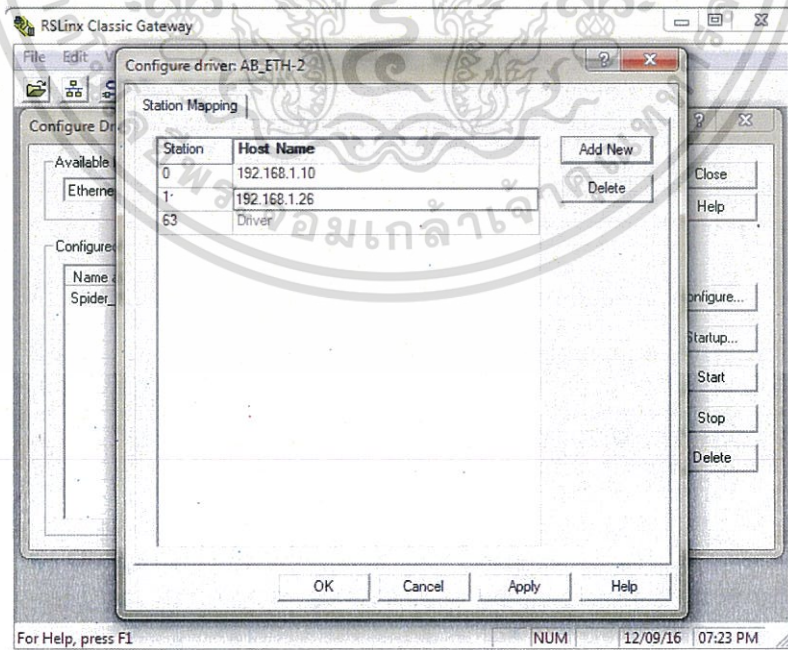 RSLinx Classic Gateway
File Edit V
Configure driver: AB_ETH-2
Station Mapping
Station Host Name
0 192.168.1.10
1 192.168.1.26
63 Driver
Add New
Delete
Configure Dr
Available
Etherne
Configured
Name a
Spider_
Close
Help
onfigure...
Startup...
Start
Stop
Delete
OK Cancel Apply Help
For Help, press F1
NUM 12/09/16 07:23 PM